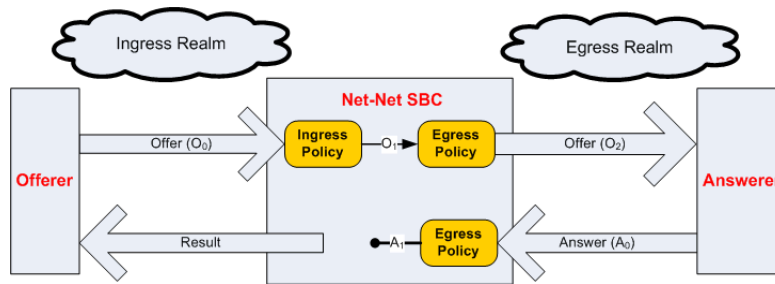 Ingress Realm
Egress Realm
Net-Net SBC
Offerer
Offer (O₀)
Ingress
Policy
O₁
Egress
Policy
Offer (O₂)
Answerer
Result
A₁
Egress
Policy
Answer (A₀)